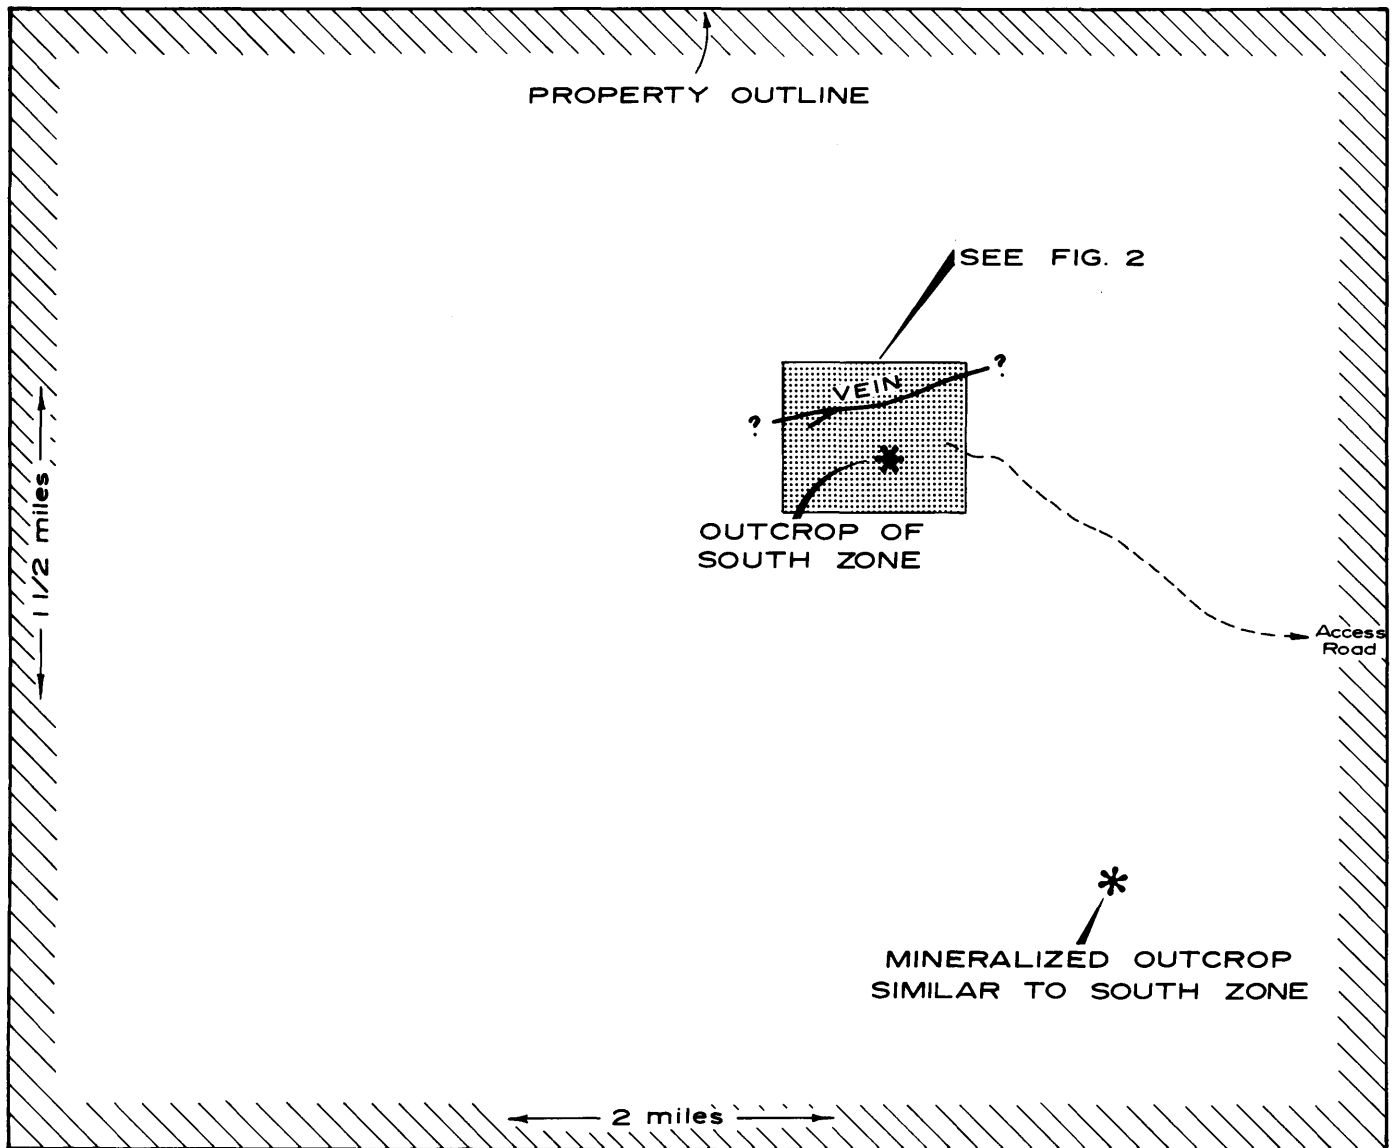 PROPERTY OUTLINE
SEE FIG. 2
?
VEIN
?
OUTCROP OF
SOUTH ZONE
1 1/2 miles
Access
Road
MINERALIZED OUTCROP
SIMILAR TO SOUTH ZONE
2 miles